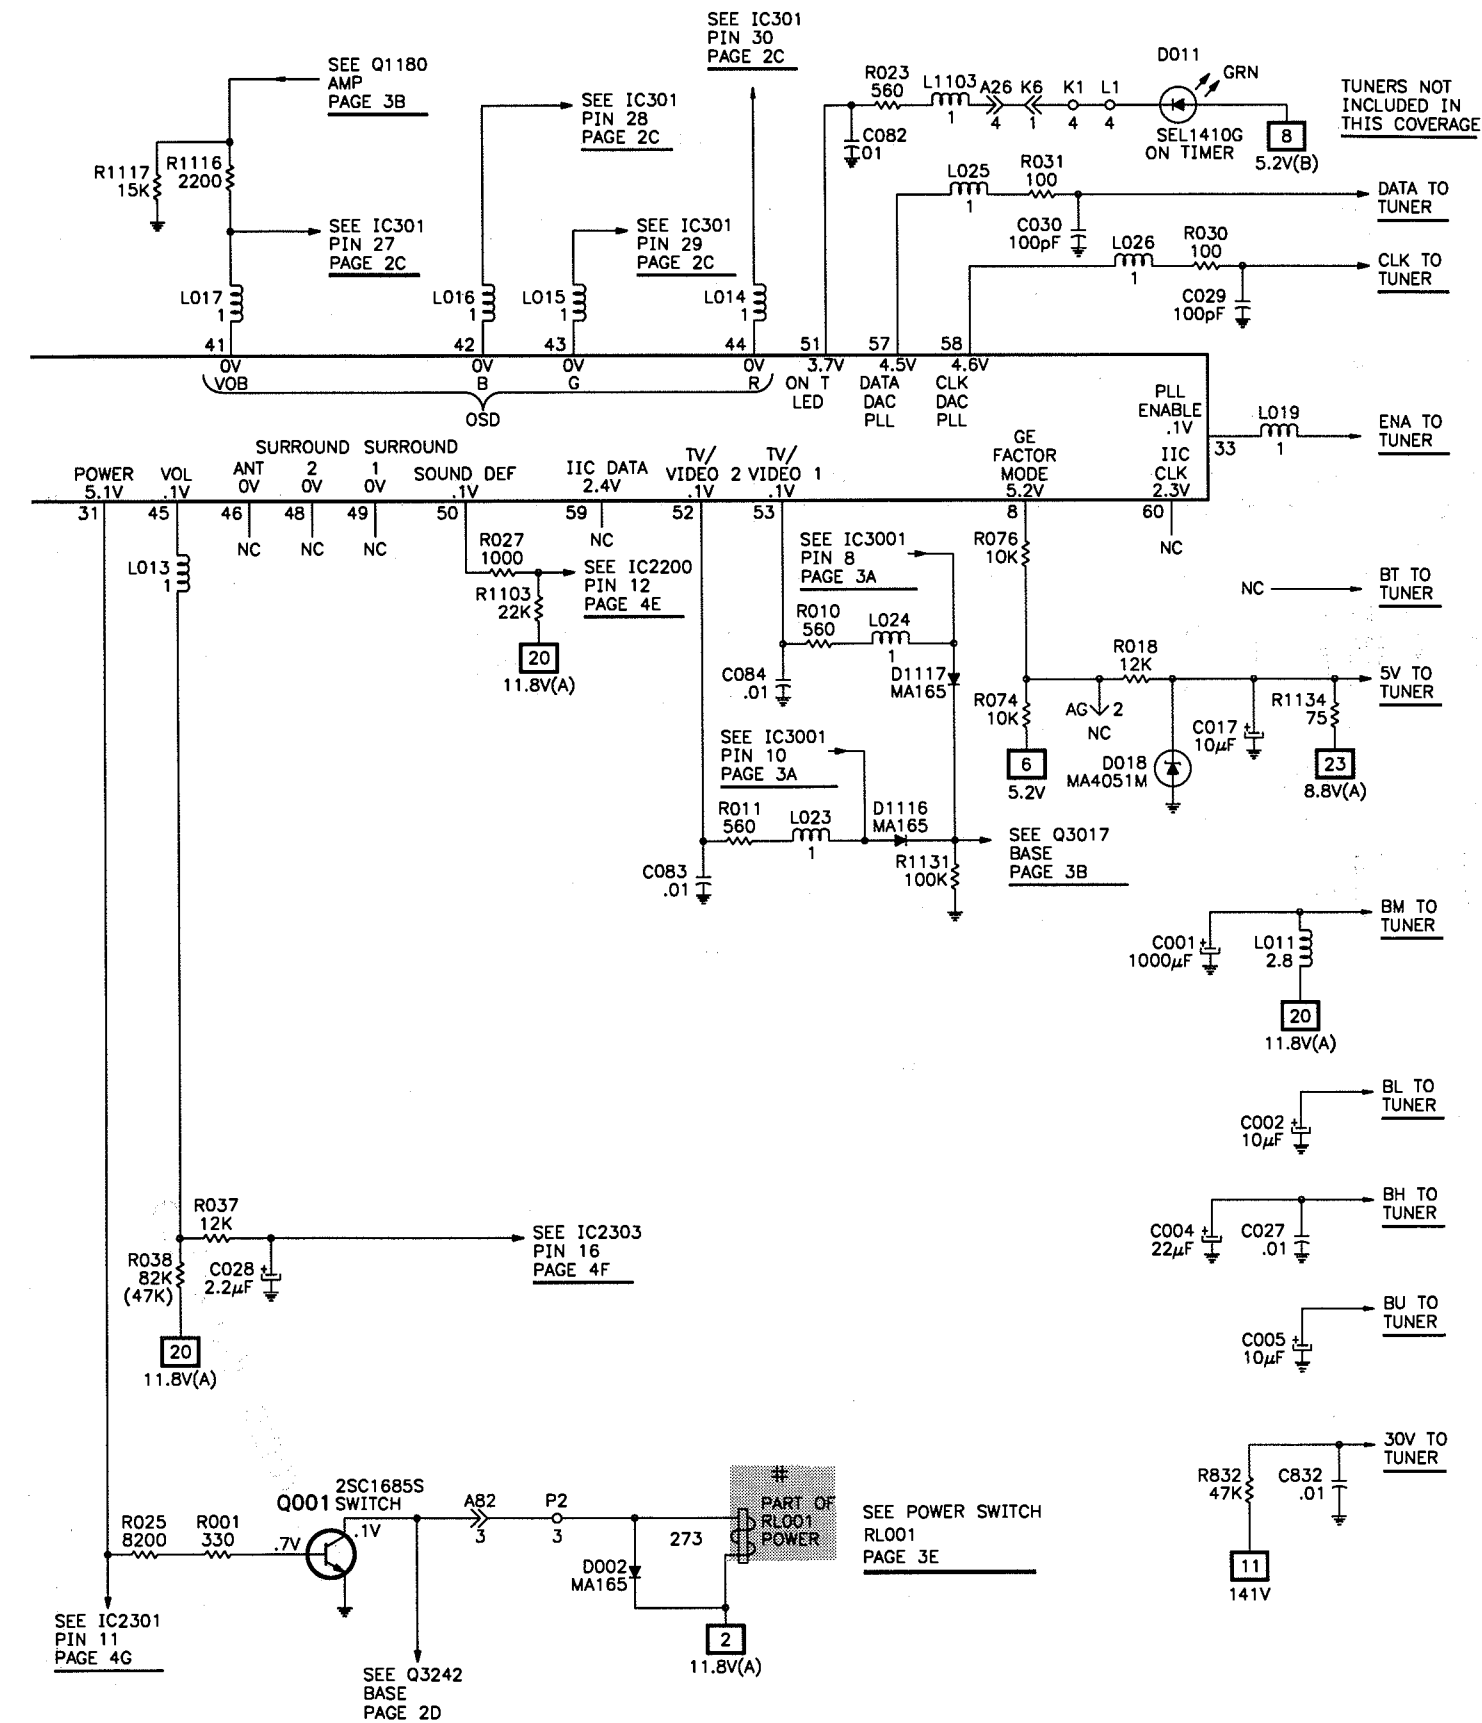 SEE IC301
PIN 30
PAGE 2C
SEE Q1180
AMP
PAGE 3B
SEE IC301
PIN 28
PAGE 2C
R023
560
L1103
1
A26
4
K6
1
K1
4
L1
4
D011
GRN
SEL1410G
ON TIMER
8
5.2V(B)
TUNERS NOT
INCLUDED IN
THIS COVERAGE
C082
.01
R1117
15K
R1116
2200
SEE IC301
PIN 27
PAGE 2C
SEE IC301
PIN 29
PAGE 2C
L025
1
R031
100
C030
100pF
DATA TO
TUNER
L026
1
R030
100
C029
100pF
CLK TO
TUNER
L017
1
L016
1
L015
1
L014
1
41
42
43
44
51
57
58
0V
0V
0V
0V
3.7V
4.5V
4.6V
VOB
B
G
R
OSD
ON T
LED
DATA
DAC
PLL
CLK
DAC
PLL
PLL
ENABLE
.1V
33
L019
1
ENA TO
TUNER
POWER
5.1V
31
VOL
.1V
45
ANT
0V
46
NC
SURROUND
2
0V
48
NC
SURROUND
1
0V
49
NC
SOUND DEF
.1V
50
IIC DATA
2.4V
59
NC
TV/
VIDEO 2
.1V
52
TV/
VIDEO 1
.1V
53
GE
FACTOR
MODE
5.2V
8
IIC
CLK
2.3V
60
NC
L013
1
R027
1000
R1103
22K
20
11.8V(A)
SEE IC2200
PIN 12
PAGE 4E
SEE IC3001
PIN 8
PAGE 3A
R010
560
L024
1
C084
.01
D1117
MA165
R076
10K
R074
10K
6
5.2V
AG 2
NC
R018
12K
D018
MA4051M
C017
10µF
R1134
75
23
8.8V(A)
NC
BT TO
TUNER
5V TO
TUNER
SEE IC3001
PIN 10
PAGE 3A
R011
560
L023
1
D1116
MA165
C083
.01
R1131
100K
SEE Q3017
BASE
PAGE 3B
C001
1000µF
L011
2.8
20
11.8V(A)
BM TO
TUNER
C002
10µF
BL TO
TUNER
R037
12K
R038
82K
(47K)
C028
2.2µF
20
11.8V(A)
SEE IC2303
PIN 16
PAGE 4F
C004
22µF
C027
.01
BH TO
TUNER
C005
10µF
BU TO
TUNER
R832
47K
C832
.01
11
141V
30V TO
TUNER
R025
8200
R001
330
.7V
Q001
2SC1685S
SWITCH
.1V
A82
3
P2
3
D002
MA165
273
#
PART OF
RL001
POWER
2
11.8V(A)
SEE POWER SWITCH
RL001
PAGE 3E
SEE IC2301
PIN 11
PAGE 4G
SEE Q3242
BASE
PAGE 2D